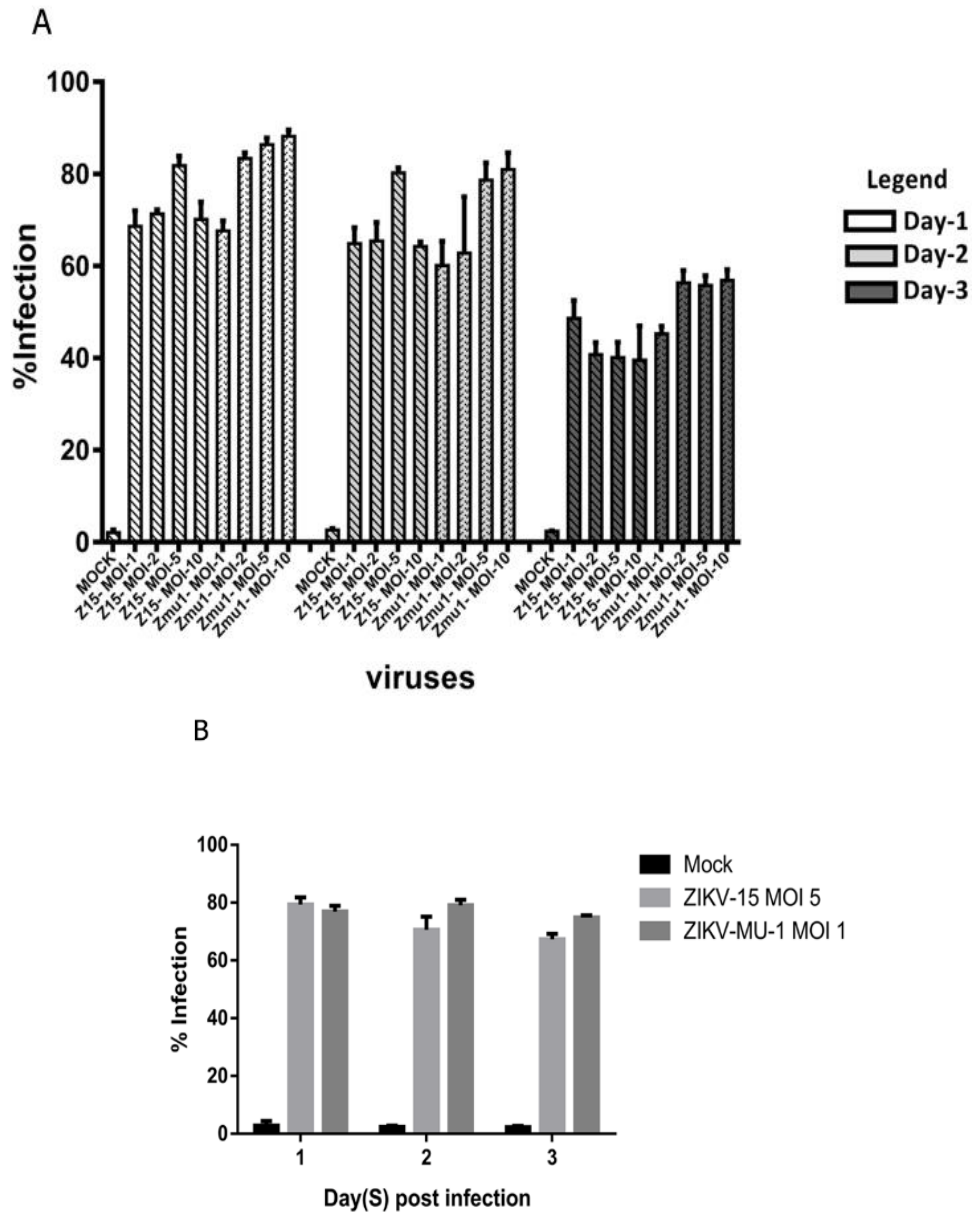 A
100
80
60
40
20
0
%Infection
MOCK
Z15- MOI-1
Z15- MOI-2
Z15- MOI-5
Z15- MOI-10
Zmu1- MOI-1
Zmu1- MOI-2
Zmu1- MOI-5
Zmu1- MOI-10
MOCK
Z15- MOI-1
Z15- MOI-2
Z15- MOI-5
Z15- MOI-10
Zmu1- MOI-1
Zmu1- MOI-2
Zmu1- MOI-5
Zmu1- MOI-10
MOCK
Z15- MOI-1
Z15- MOI-2
Z15- MOI-5
Z15- MOI-10
Zmu1- MOI-1
Zmu1- MOI-2
Zmu1- MOI-5
Zmu1- MOI-10
viruses
Legend
Day-1
Day-2
Day-3
B
100
80
60
40
20
0
% Infection
1
2
3
Day(S) post infection
Mock
ZIKV-15 MOI 5
ZIKV-MU-1 MOI 1